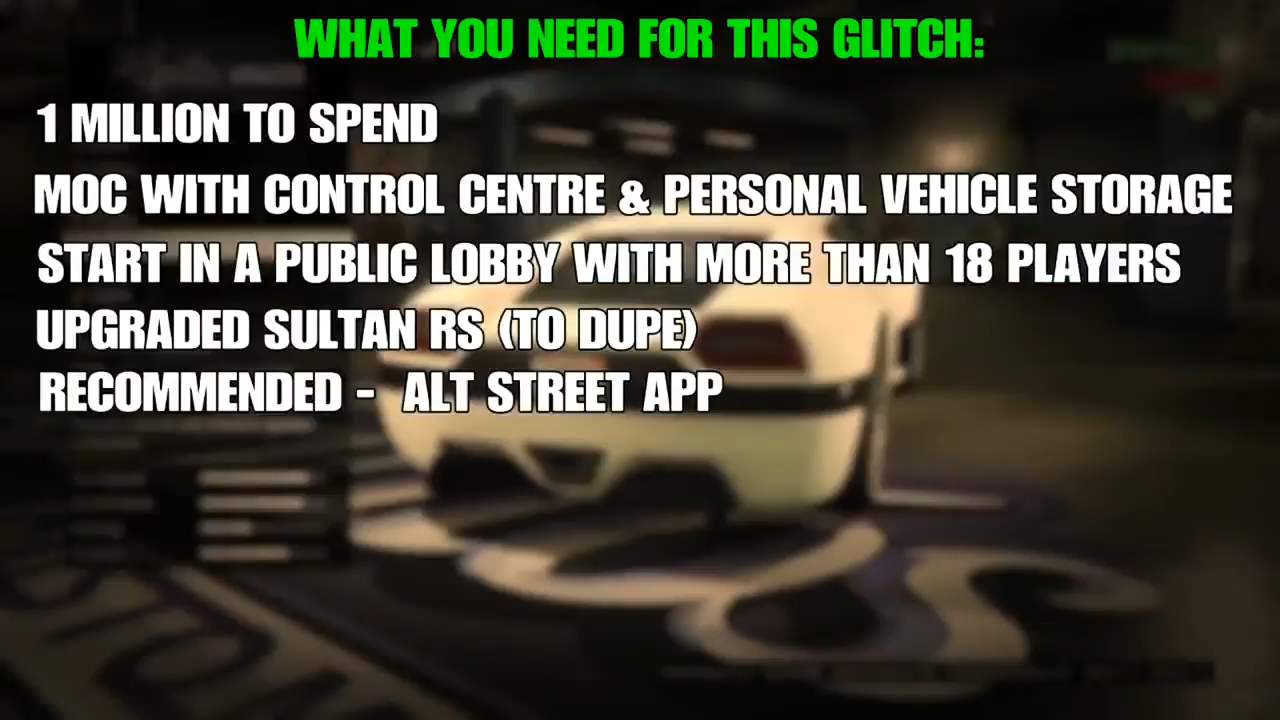 WHAT YOU NEED FOR THIS GLITCH:
1 MILLION TO SPEND
MOC WITH CONTROL CENTRE & PERSONAL VEHICLE STORAGE
START IN A PUBLIC LOBBY WITH MORE THAN 18 PLAYERS
UPGRADED SULTAN RS (TO DUPE)
RECOMMENDED - ALT STREET APP